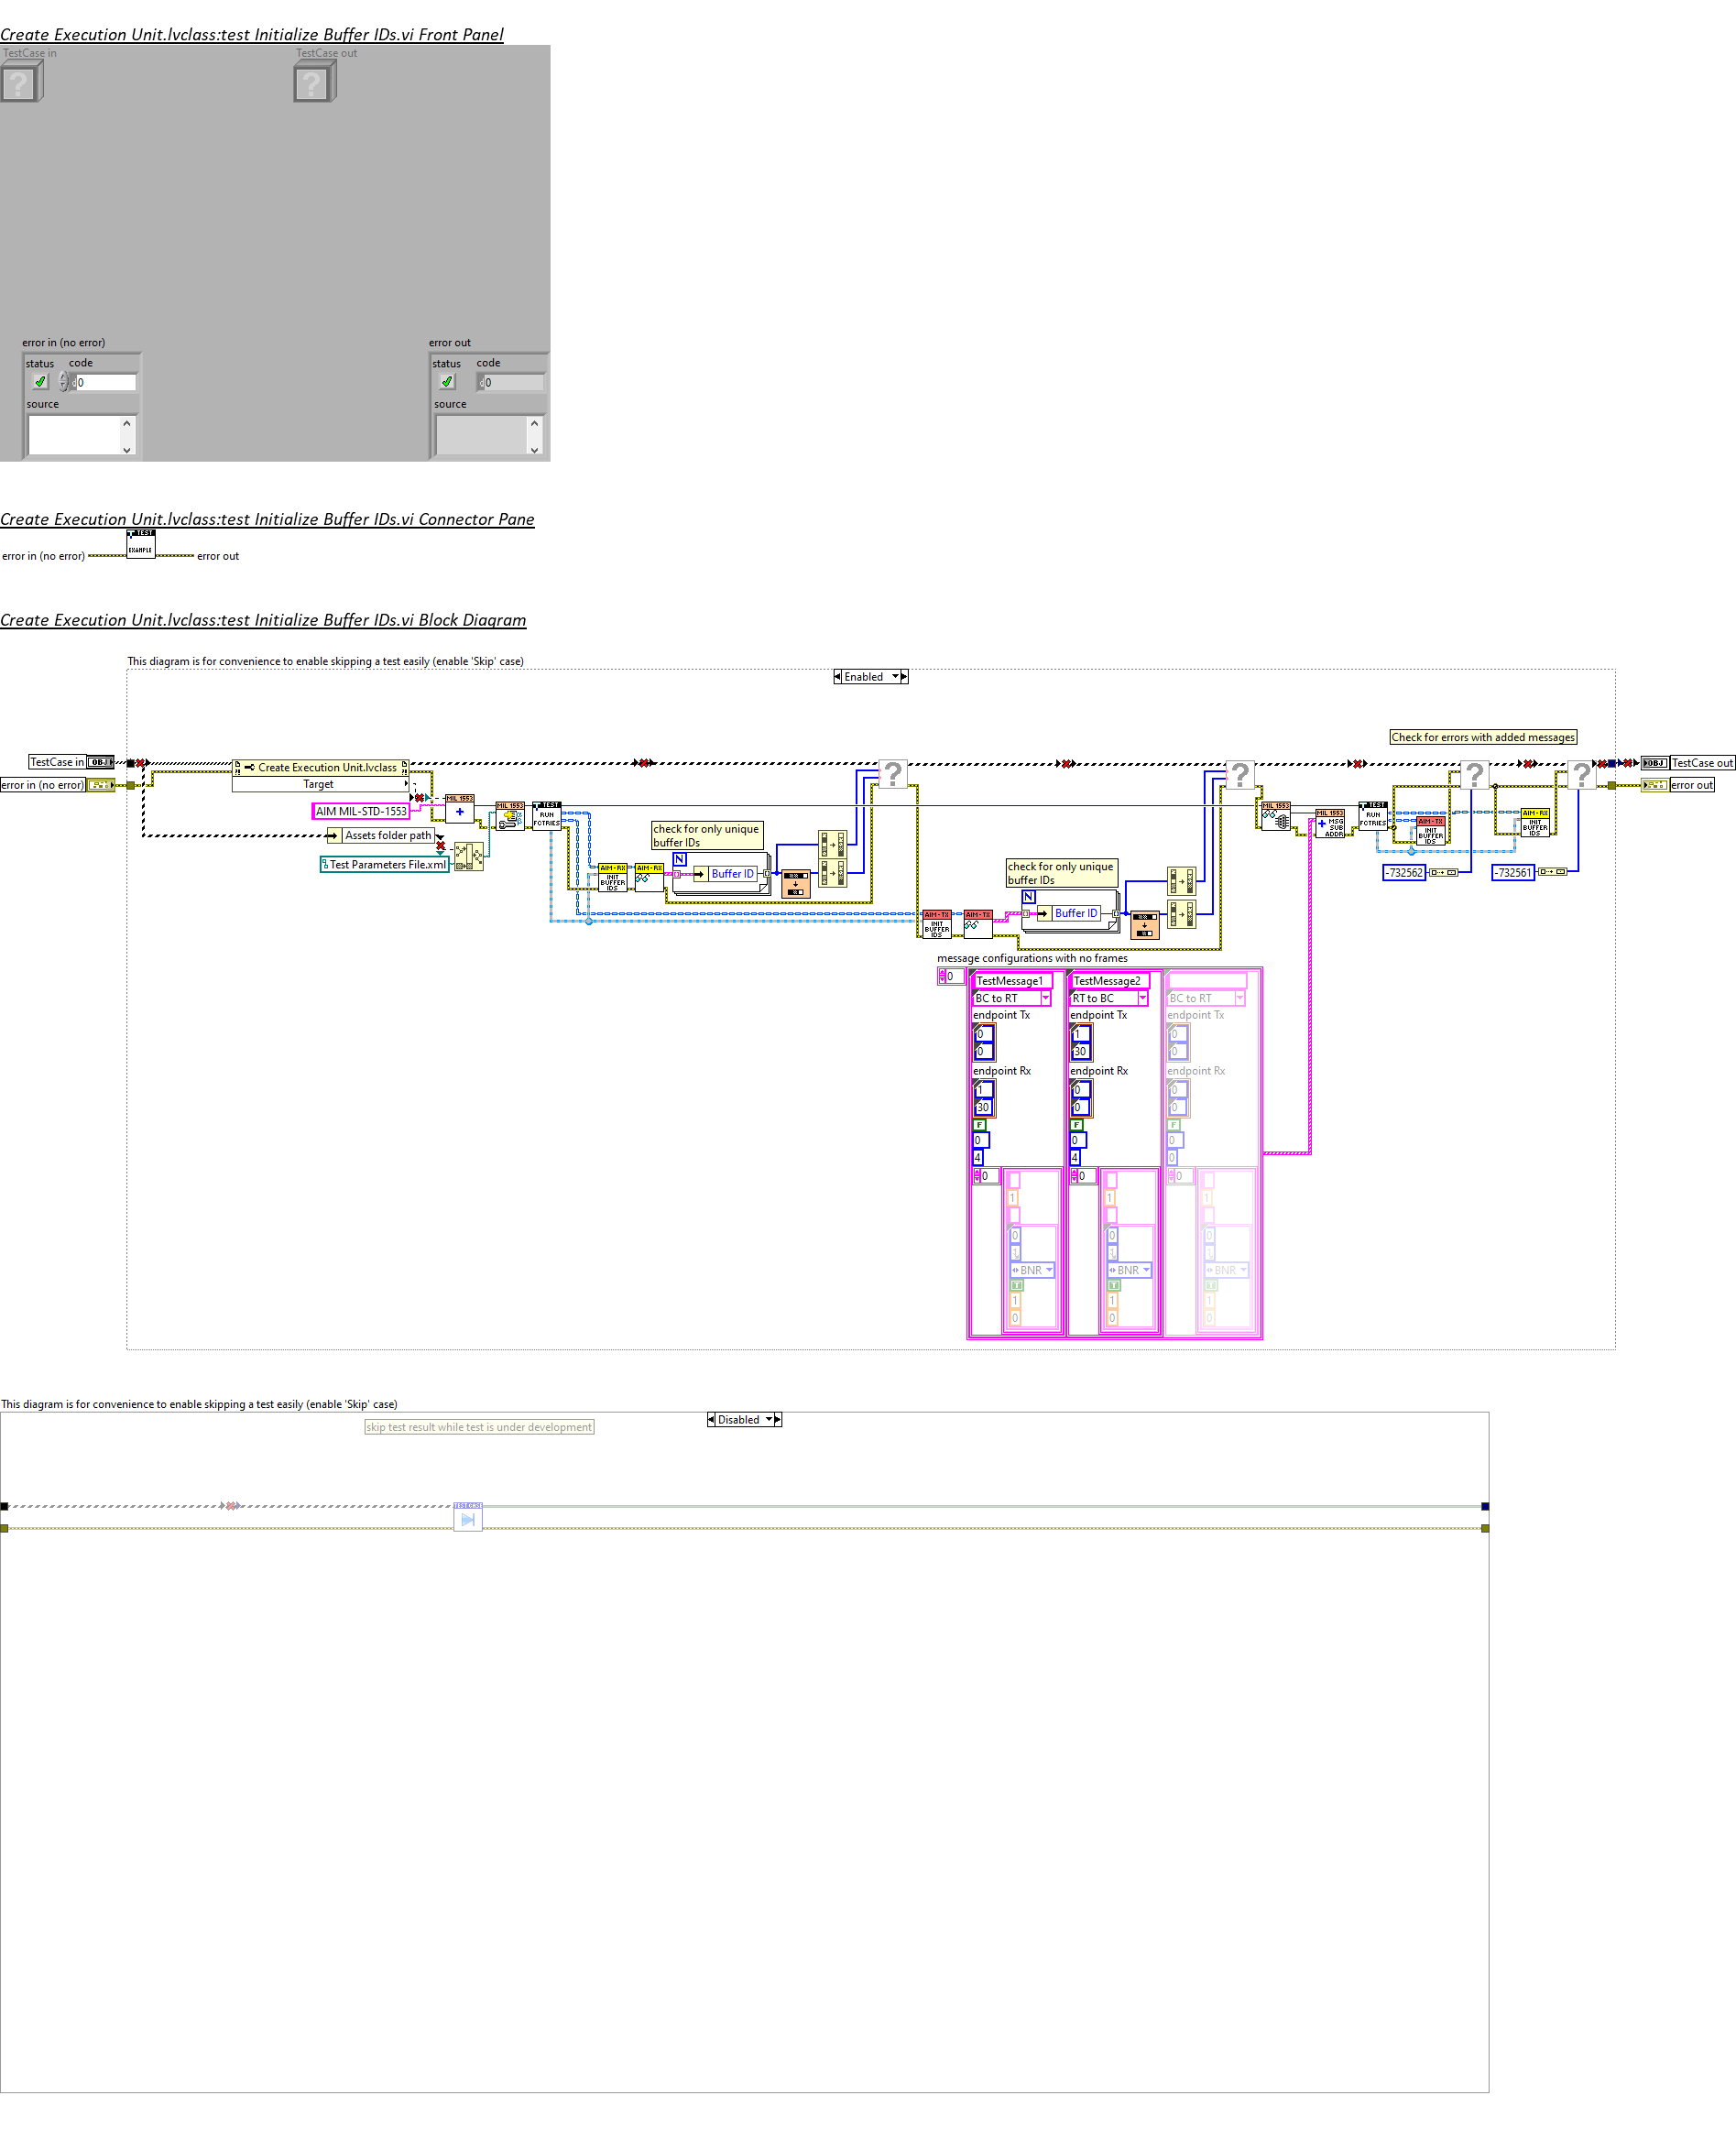 Create Execution Unit.lvclass:test Initialize Buffer IDs.vi Front Panel
TestCase in
TestCase out
?
?
error in (no error)
status code
0
source
error out
status code
0
source
Create Execution Unit.lvclass:test Initialize Buffer IDs.vi Connector Pane
error in (no error)
TEST
EXAMPLE
error out
Create Execution Unit.lvclass:test Initialize Buffer IDs.vi Block Diagram
This diagram is for convenience to enable skipping a test easily (enable 'Skip' case)
Enabled
Check for errors with added messages
TestCase in
OBJ
error in (no error)
Create Execution Unit.lvclass
Target
AIM MIL-STD-1553
Assets folder path
Test Parameters File.xml
MIL 1553
+
MIL 1553
TEST
RUN
FCTRIES
check for only unique
buffer IDs
N
Buffer ID
AIM-RX
INIT
BUFFER
IDS
AIM-RX
?
AIM-TX
INIT
BUFFER
IDS
AIM-TX
check for only unique
buffer IDs
N
Buffer ID
?
MIL 1553
MIL 1553
+ MSG
SUB
ADDR
TEST
RUN
FCTRIES
AIM-TX
INIT
BUFFER
IDS
?
AIM-RX
INIT
BUFFER
IDS
?
-732562
-732561
OBJ
TestCase out
error out
message configurations with no frames
0
TestMessage1
BC to RT
endpoint Tx
0
0
endpoint Rx
1
30
F
0
4
0
1
0
1
BNR
T
1
0
TestMessage2
RT to BC
endpoint Tx
1
30
endpoint Rx
0
0
F
0
4
0
1
0
1
BNR
T
1
0
BC to RT
endpoint Tx
0
0
endpoint Rx
0
0
F
0
0
0
1
0
1
BNR
T
1
0
This diagram is for convenience to enable skipping a test easily (enable 'Skip' case)
Disabled
skip test result while test is under development